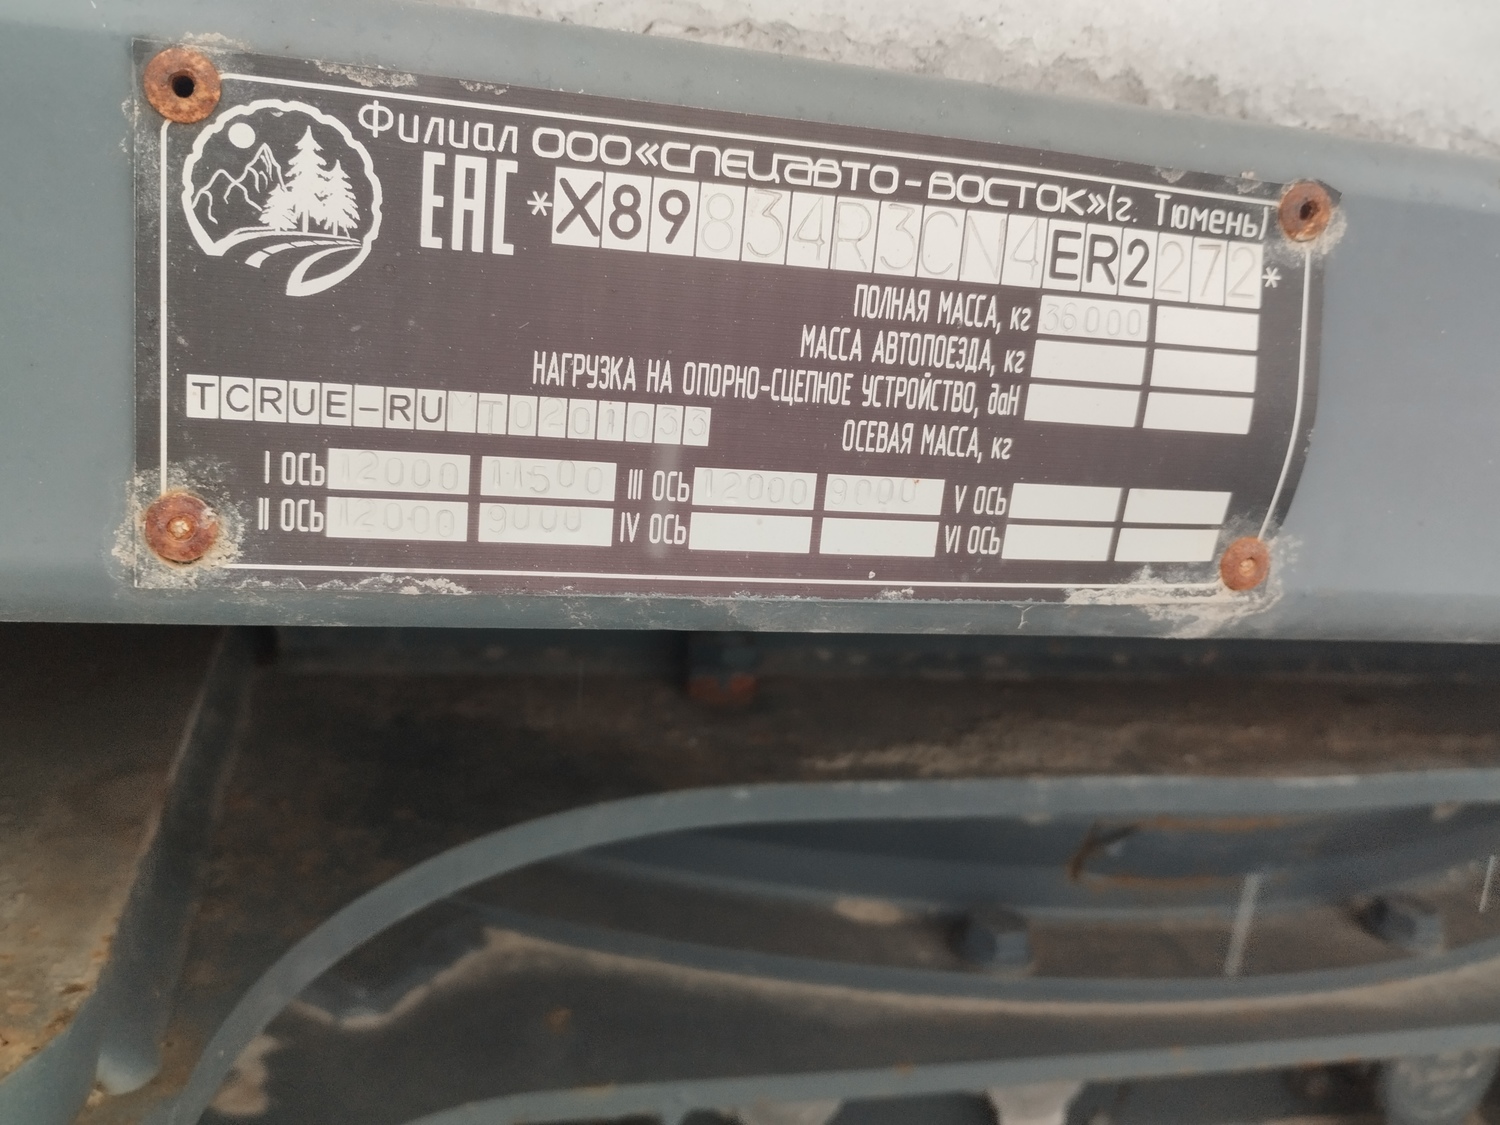 Филиал ООО «СПЕЦАВТО-ВОСТОК» (г. Тюмень)
ЕАС *X89834R3CN4ER2272*
ПОЛНАЯ МАССА, кг 36000
МАССА АВТОПОЕЗДА, кг
НАГРУЗКА НА ОПОРНО-СЦЕПНОЕ УСТРОЙСТВО, даН
TCRUE-RU MT0201033
ОСЕВАЯ МАССА, кг
I ОСЬ 12000 11500 III ОСЬ 12000 9000 V ОСЬ
II ОСЬ 12000 9000 IV ОСЬ VI ОСЬ